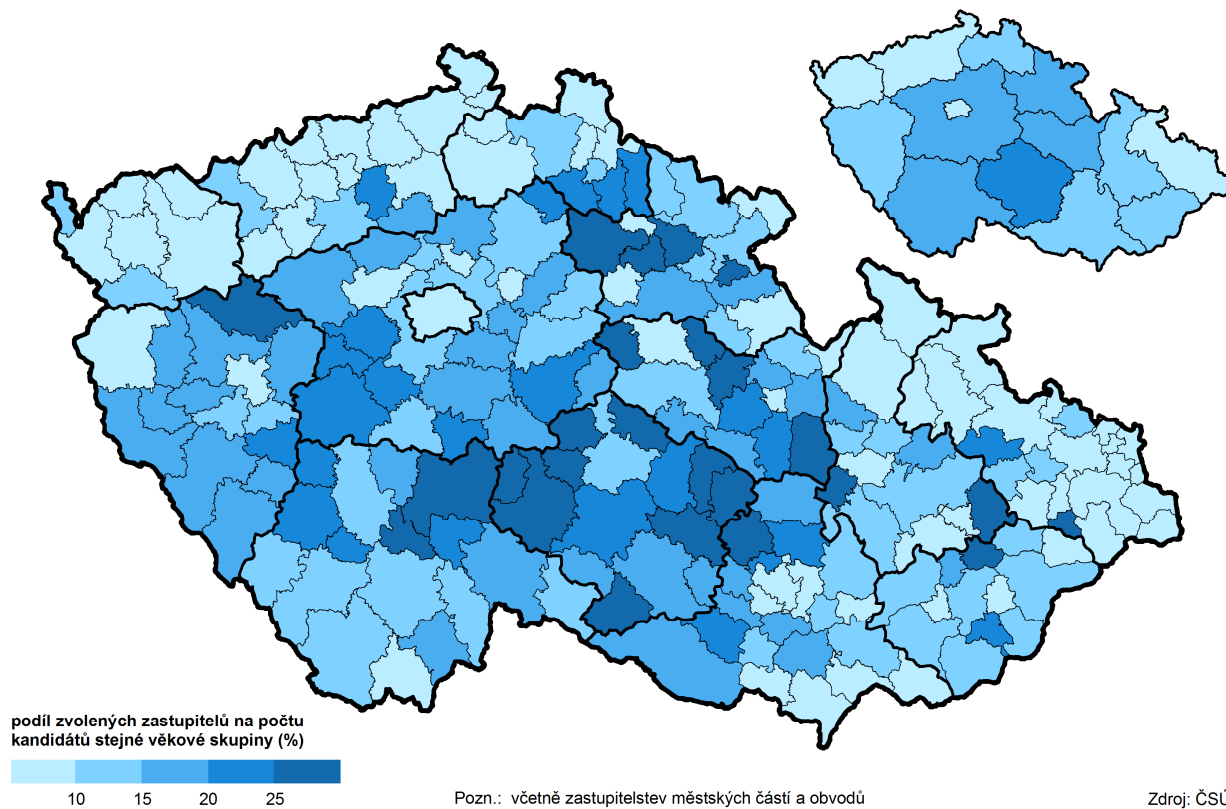 podíl zvolených zastupitelů na počtu
kandidátů stejné věkové skupiny (%)
10 15 20 25
Pozn.: včetně zastupitelstev městských částí a obvodů
Zdroj: ČSÚ